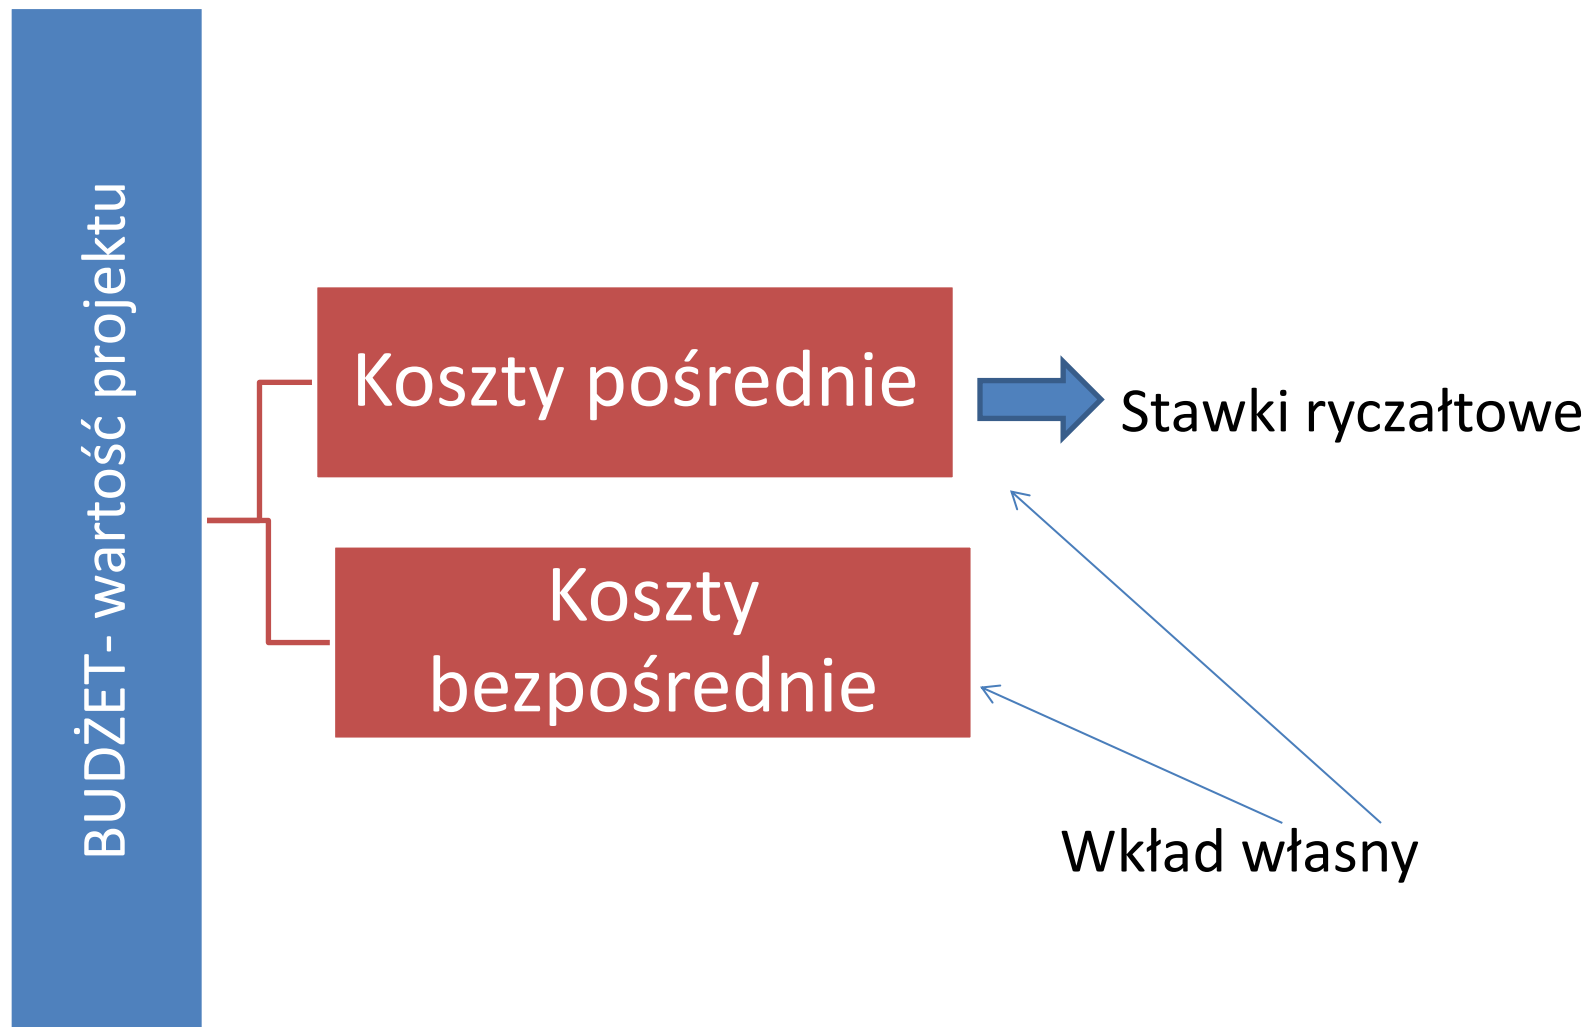 BUDŻET- wartość projektu
Koszty pośrednie
Stawki ryczałtowe
Koszty
bezpośrednie
Wkład własny